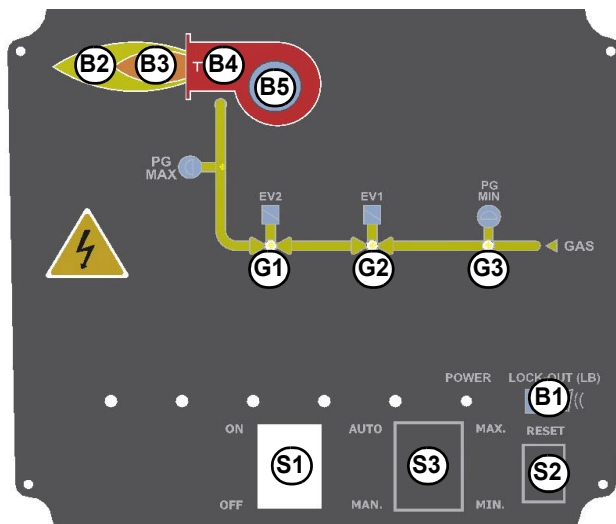 B2 B3 T B4
B5
PG
MAX
EV2 EV1 PG
MIN
GAS
G1 G2 G3
POWER LOCK-OUT (LB)
B1
ON AUTO MAX. RESET
S1 S3 S2
OFF MAN. MIN.